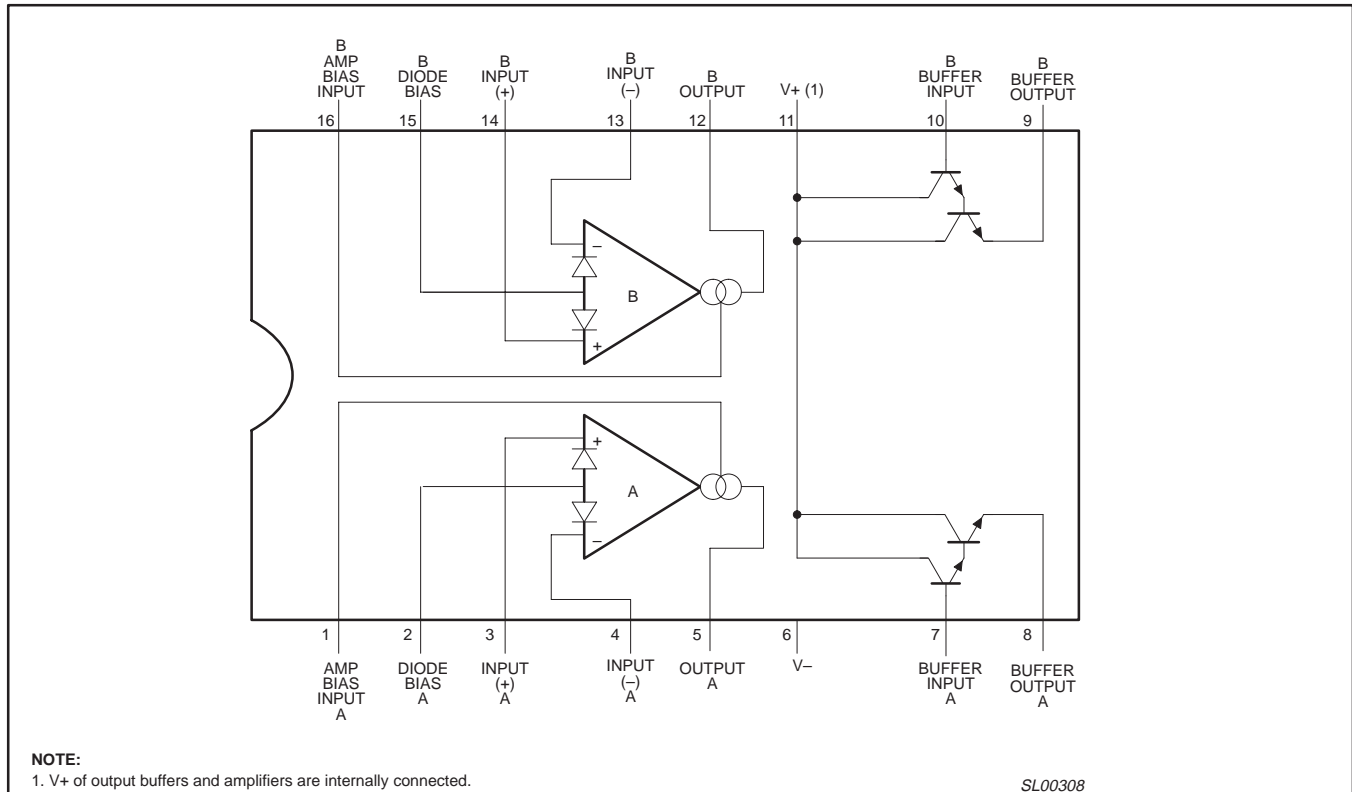 B
AMP
BIAS
INPUT
B
DIODE
BIAS
B
INPUT
(+)
B
INPUT
(–)
B
OUTPUT
V+ (1)
B
BUFFER
INPUT
B
BUFFER
OUTPUT
16
15
14
13
12
11
10
9
–
B
+
+
A
–
1
2
3
4
5
6
7
8
AMP
BIAS
INPUT
A
DIODE
BIAS
A
INPUT
(+)
A
INPUT
(–)
A
OUTPUT
A
V–
BUFFER
INPUT
A
BUFFER
OUTPUT
A
NOTE:
1. V+ of output buffers and amplifiers are internally connected.
SL00308